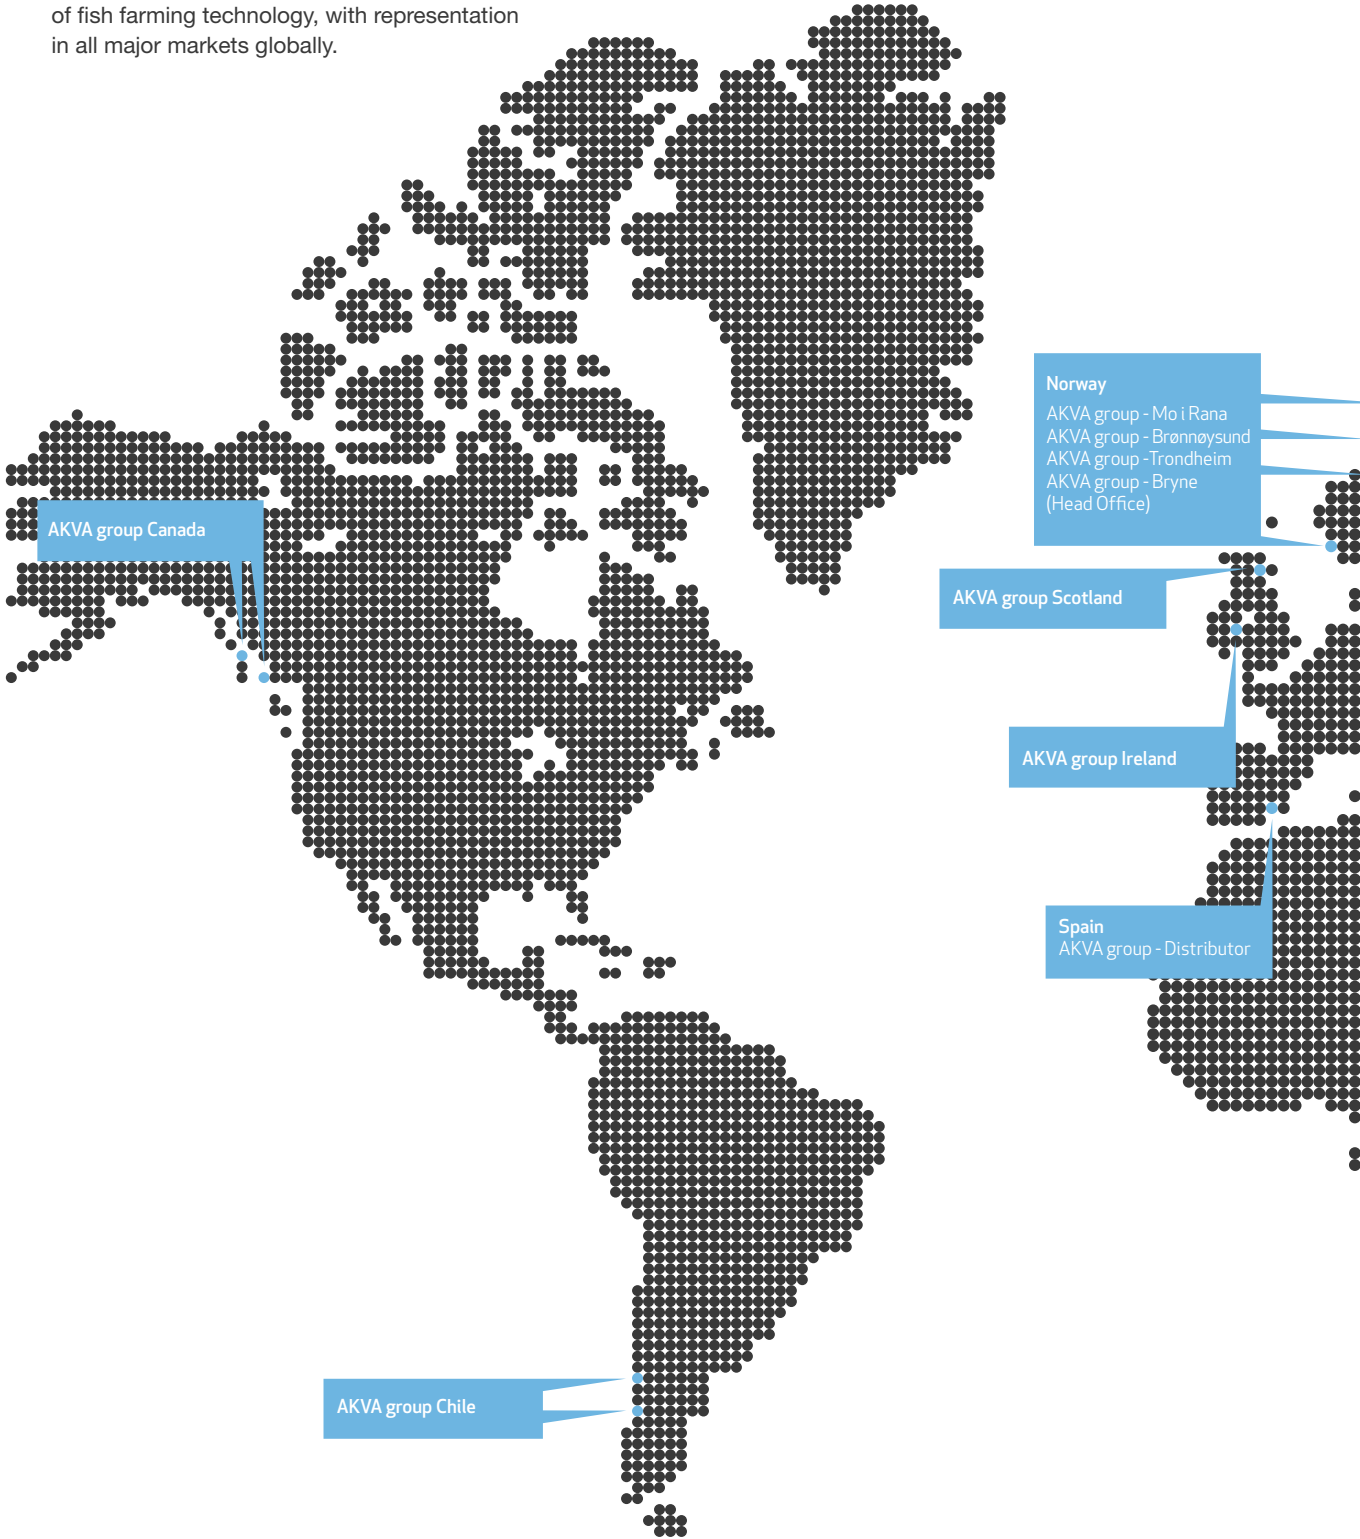 of fish farming technology, with representation
in all major markets globally.
Norway
AKVA group - Mo i Rana
AKVA group - Brønnøysund
AKVA group -Trondheim
AKVA group - Bryne
(Head Office)
AKVA group Canada
AKVA group Scotland
AKVA group Ireland
Spain
AKVA group - Distributor
AKVA group Chile